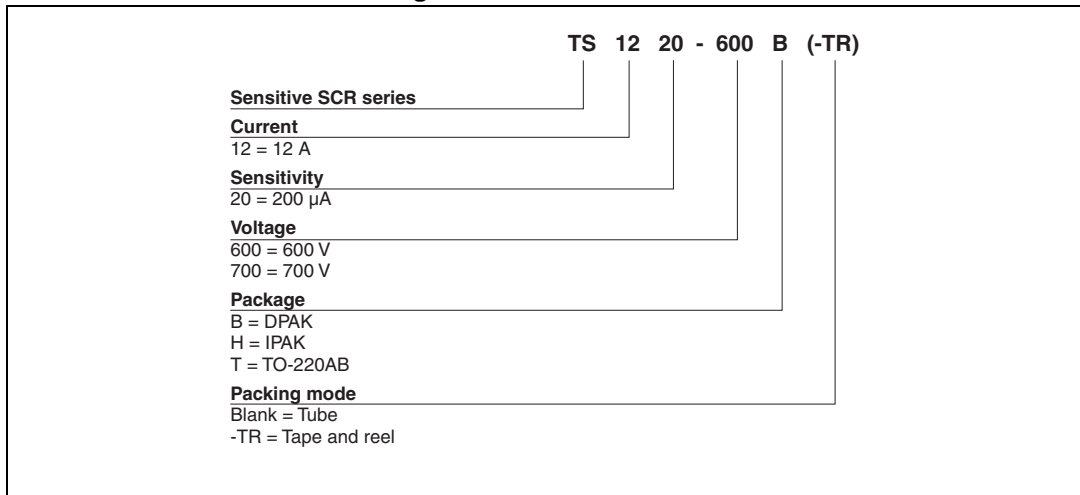 TS 12 20 - 600 B (-TR)
Sensitive SCR series
Current
12 = 12 A
Sensitivity
20 = 200 µA
Voltage
600 = 600 V
700 = 700 V
Package
B = DPAK
H = IPAK
T = TO-220AB
Packing mode
Blank = Tube
-TR = Tape and reel